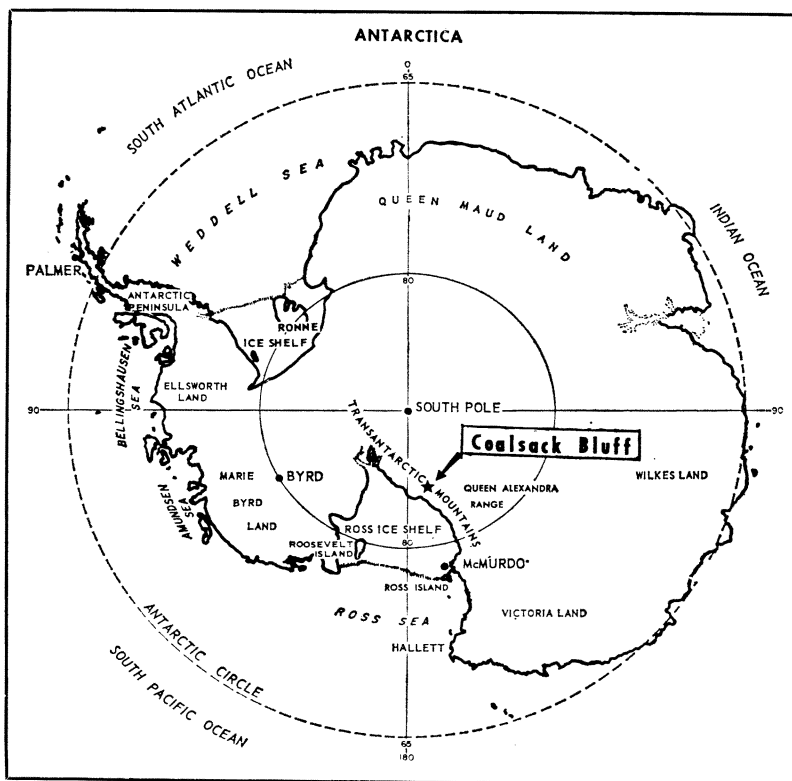 ANTARCTICA
0
65
SOUTH ATLANTIC OCEAN
WEDDELL SEA
QUEEN MAUD LAND
INDIAN OCEAN
PALMER
ANTARCTIC
PENINSULA
80
RONNE
ICE SHELF
BELLINGSHAUSEN
SEA
ELLSWORTH
LAND
90
SOUTH POLE
90
TRANSANTARCTIC MOUNTAINS
Coalsack Bluff
AMUNDSEN
SEA
MARIE
BYRD
LAND
BYRD
QUEEN ALEXANDRA
RANGE
WILKES LAND
ROSS ICE SHELF
ROOSEVELT
ISLAND
80
McMURDO
ROSS ISLAND
ROSS SEA
VICTORIA LAND
HALLETT
ANTARCTIC CIRCLE
SOUTH PACIFIC OCEAN
65
180